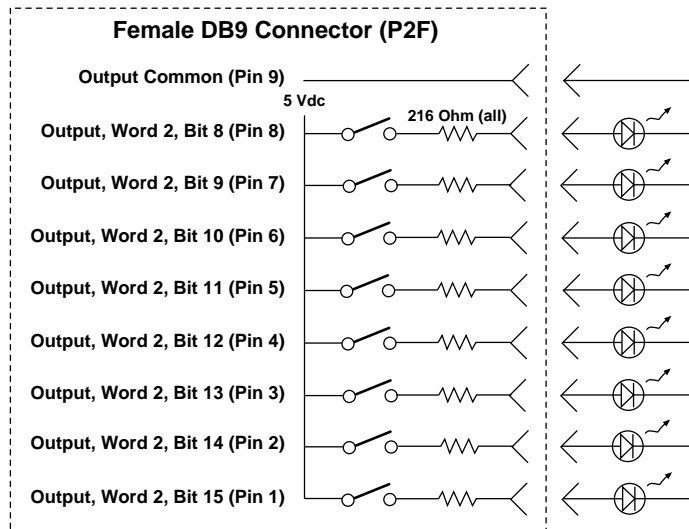 Female DB9 Connector (P2F)
Output Common (Pin 9)
5 Vdc
216 Ohm (all)
Output, Word 2, Bit 8 (Pin 8)
Output, Word 2, Bit 9 (Pin 7)
Output, Word 2, Bit 10 (Pin 6)
Output, Word 2, Bit 11 (Pin 5)
Output, Word 2, Bit 12 (Pin 4)
Output, Word 2, Bit 13 (Pin 3)
Output, Word 2, Bit 14 (Pin 2)
Output, Word 2, Bit 15 (Pin 1)